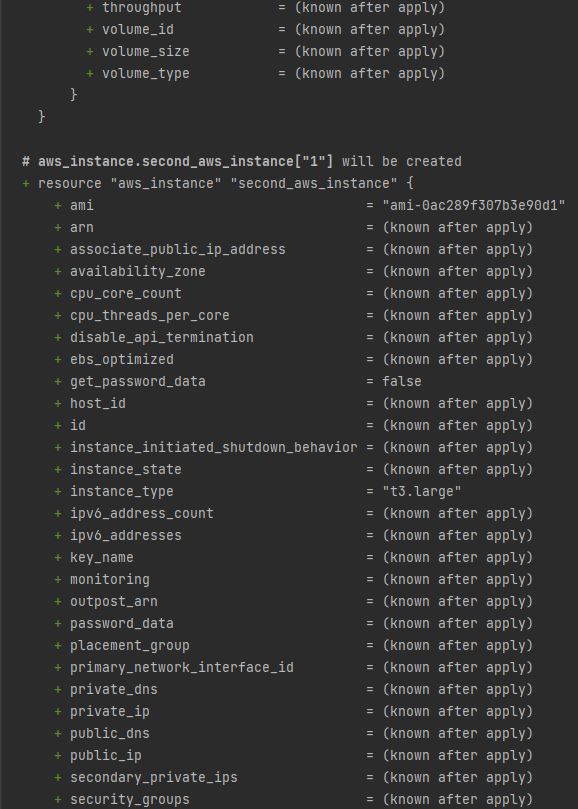 + throughput = (known after apply)
+ volume_id = (known after apply)
+ volume_size = (known after apply)
+ volume_type = (known after apply)
}
}
# aws_instance.second_aws_instance["1"] will be created
+ resource "aws_instance" "second_aws_instance" {
+ ami = "ami-0ac289f307b3e90d1"
+ arn = (known after apply)
+ associate_public_ip_address = (known after apply)
+ availability_zone = (known after apply)
+ cpu_core_count = (known after apply)
+ cpu_threads_per_core = (known after apply)
+ disable_api_termination = (known after apply)
+ ebs_optimized = (known after apply)
+ get_password_data = false
+ host_id = (known after apply)
+ id = (known after apply)
+ instance_initiated_shutdown_behavior = (known after apply)
+ instance_state = (known after apply)
+ instance_type = "t3.large"
+ ipv6_address_count = (known after apply)
+ ipv6_addresses = (known after apply)
+ key_name = (known after apply)
+ monitoring = (known after apply)
+ outpost_arn = (known after apply)
+ password_data = (known after apply)
+ placement_group = (known after apply)
+ primary_network_interface_id = (known after apply)
+ private_dns = (known after apply)
+ private_ip = (known after apply)
+ public_dns = (known after apply)
+ public_ip = (known after apply)
+ secondary_private_ips = (known after apply)
+ security_groups = (known after apply)